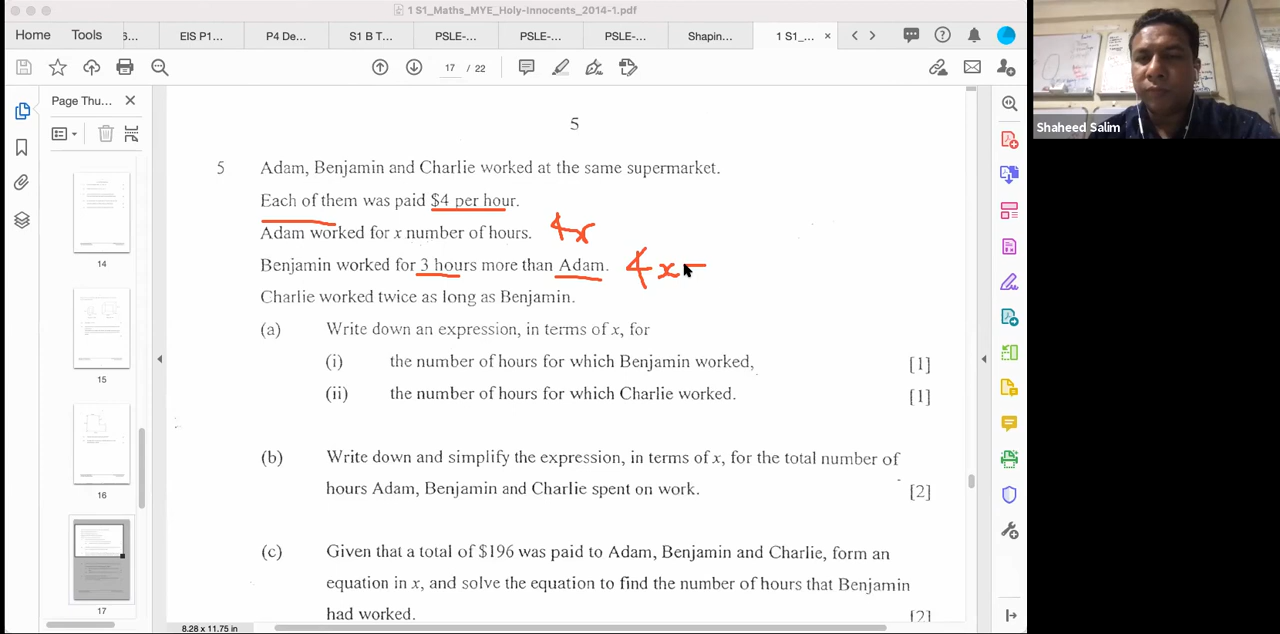 1 S1_Maths_MYE_Holy-innocents_2014-1.pdf
Home Tools S... EIS P1... P4 De... S1 B T... PSLE-... PSLE-... PSLE-... Shapin... 1 S1_... ×
17 22
Page Thu... ×
14
15
16
17
5
5 Adam, Benjamin and Charlie worked at the same supermarket.
Each of them was paid $4 per hour.
Adam worked for x number of hours. 4x
Benjamin worked for 3 hours more than Adam. 4x-
Charlie worked twice as long as Benjamin.
(a) Write down an expression, in terms of x, for
(i) the number of hours for which Benjamin worked, [1]
(ii) the number of hours for which Charlie worked. [1]
(b) Write down and simplify the expression, in terms of x, for the total number of
hours Adam, Benjamin and Charlie spent on work. [2]
(c) Given that a total of $196 was paid to Adam, Benjamin and Charlie, form an
equation in x, and solve the equation to find the number of hours that Benjamin
had worked. [2]
8.28 x 11.75 in
Shaheed Salim